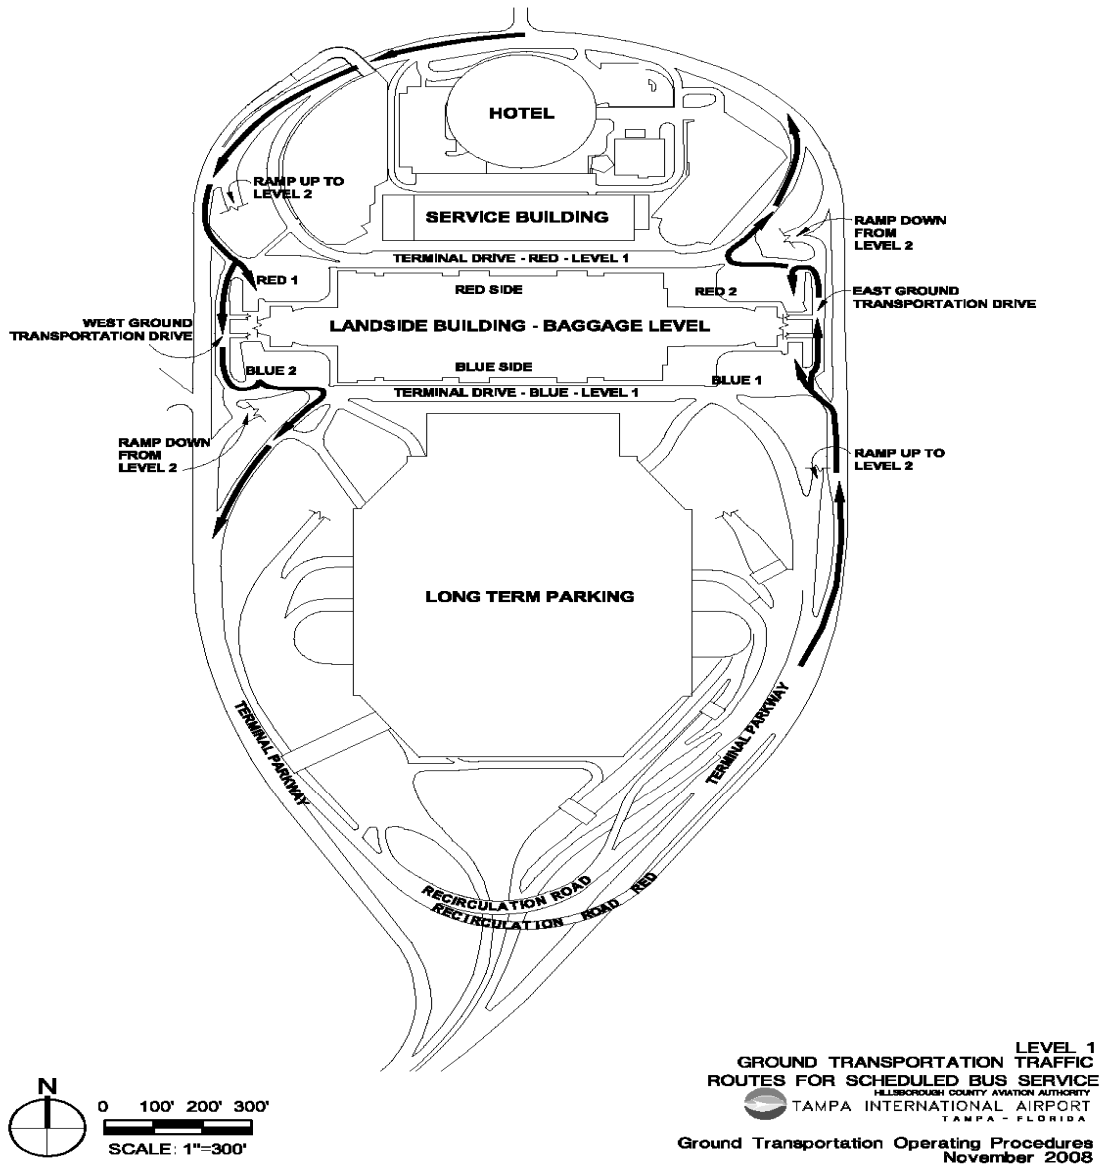 HOTEL
RAMP UP TO
LEVEL 2
SERVICE BUILDING
RAMP DOWN
FROM
LEVEL 2
TERMINAL DRIVE - RED - LEVEL 1
RED 1
RED SIDE
RED 2
EAST GROUND
TRANSPORTATION DRIVE
WEST GROUND
TRANSPORTATION DRIVE
LANDSIDE BUILDING - BAGGAGE LEVEL
BLUE 2
BLUE SIDE
BLUE 1
TERMINAL DRIVE - BLUE - LEVEL 1
RAMP DOWN
FROM
LEVEL 2
RAMP UP TO
LEVEL 2
LONG TERM PARKING
TERMINAL PARKWAY
TERMINAL PARKWAY
RECIRCULATION ROAD
RECIRCULATION ROAD RED
N
0 100' 200' 300'
SCALE: 1"=300'
LEVEL 1
GROUND TRANSPORTATION TRAFFIC
ROUTES FOR SCHEDULED BUS SERVICE
HILLSBOROUGH COUNTY AVIATION AUTHORITY
TAMPA INTERNATIONAL AIRPORT
TAMPA - FLORIDA
Ground Transportation Operating Procedures
November 2008